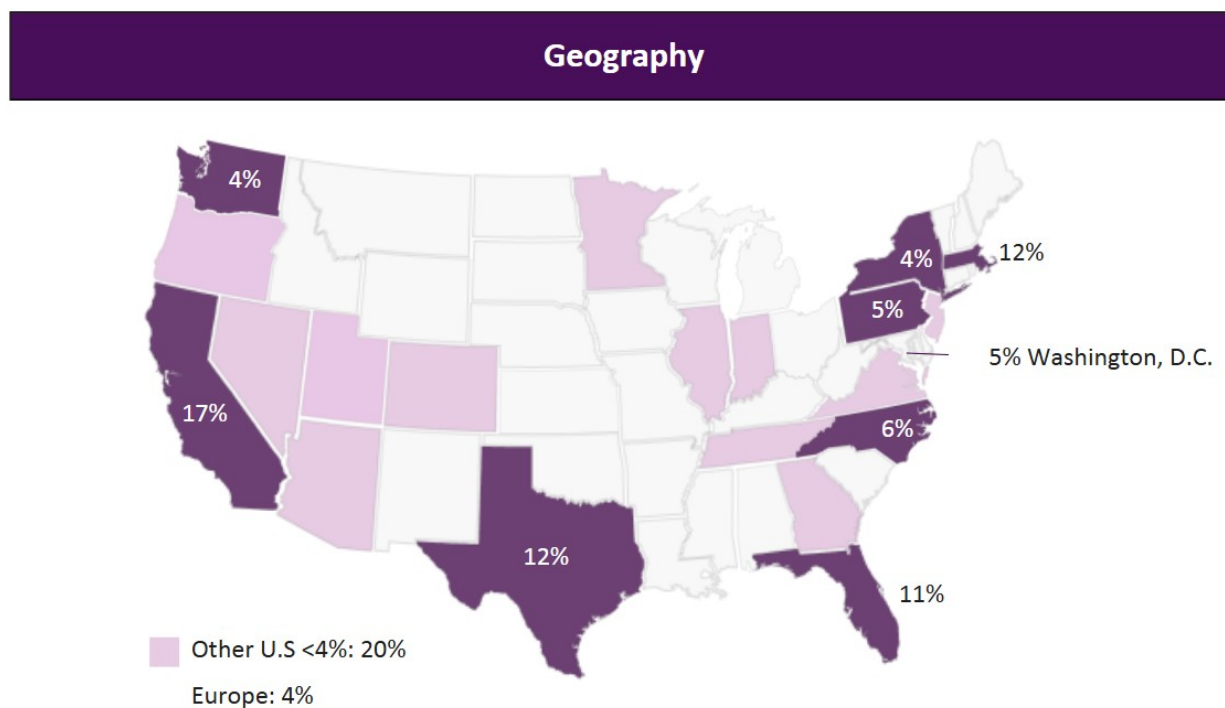 Geography
4%
4%
12%
5%
5% Washington, D.C.
17%
6%
12%
11%
Other U.S <4%: 20%
Europe: 4%